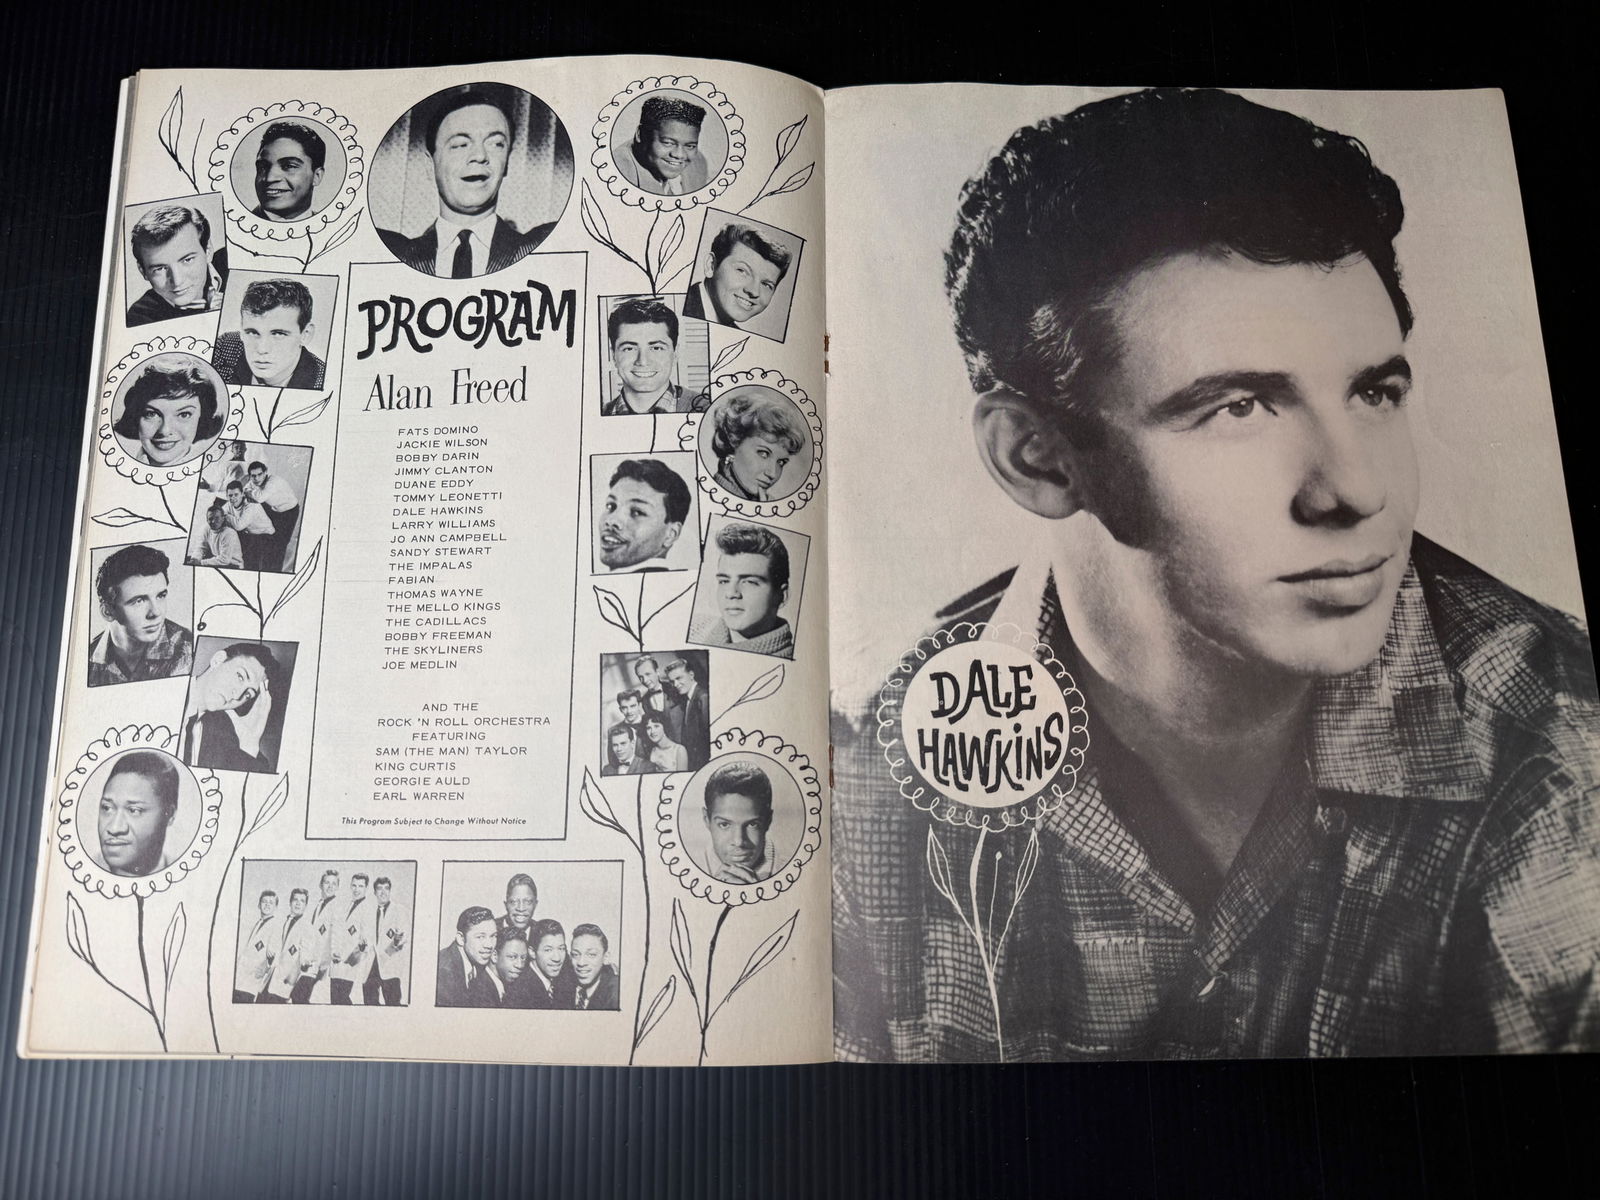 PROGRAM
Alan Freed
FATS DOMINO
JACKIE WILSON
BOBBY DARIN
JIMMY CLANTON
DUANE EDDY
TOMMY LEONETTI
DALE HAWKINS
LARRY WILLIAMS
JO ANN CAMPBELL
SANDY STEWART
THE IMPALAS
FABIAN
THOMAS WAYNE
THE MELLO KINGS
THE CADILLACS
BOBBY FREEMAN
THE SKYLINERS
JOE MEDLIN
AND THE
ROCK 'N ROLL ORCHESTRA
FEATURING
SAM (THE MAN) TAYLOR
KING CURTIS
GEORGIE AULD
EARL WARREN
This Program Subject to Change Without Notice
DALE
HAWKiNS